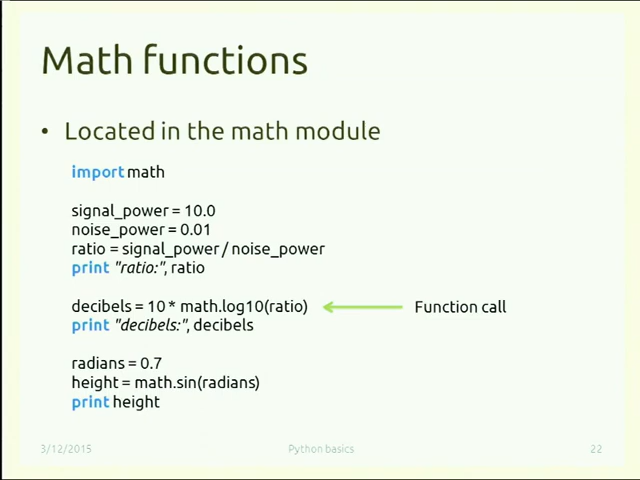 Math functions
• Located in the math module
import math
signal_power = 10.0
noise_power = 0.01
ratio = signal_power / noise_power
print "ratio:", ratio
decibels = 10 * math.log10(ratio)
Function call
print "decibels:", decibels
radians = 0.7
height = math.sin(radians)
print height
3/12/2015
Python basics
22